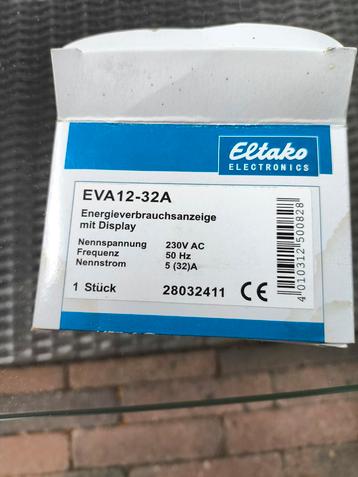 Eltako
ELECTRONICS
EVA12-32A
Energieverbrauchsanzeige
mit Display
Nennspannung 230V AC
Frequenz 50 Hz
Nennstrom 5 (32)A
1 Stück 28032411 CE
4 010312 500828